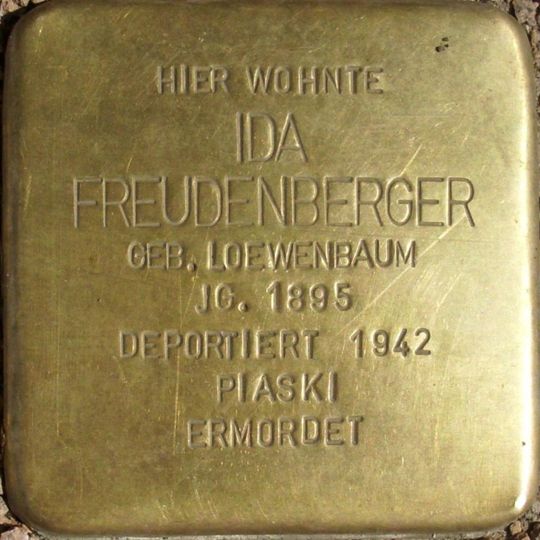 HIER WOHNTE
IDA
FREUDENBERGER
GEB. LOEWENBAUM
JG. 1895
DEPORTIERT 1942
PIASKI
ERMORDET